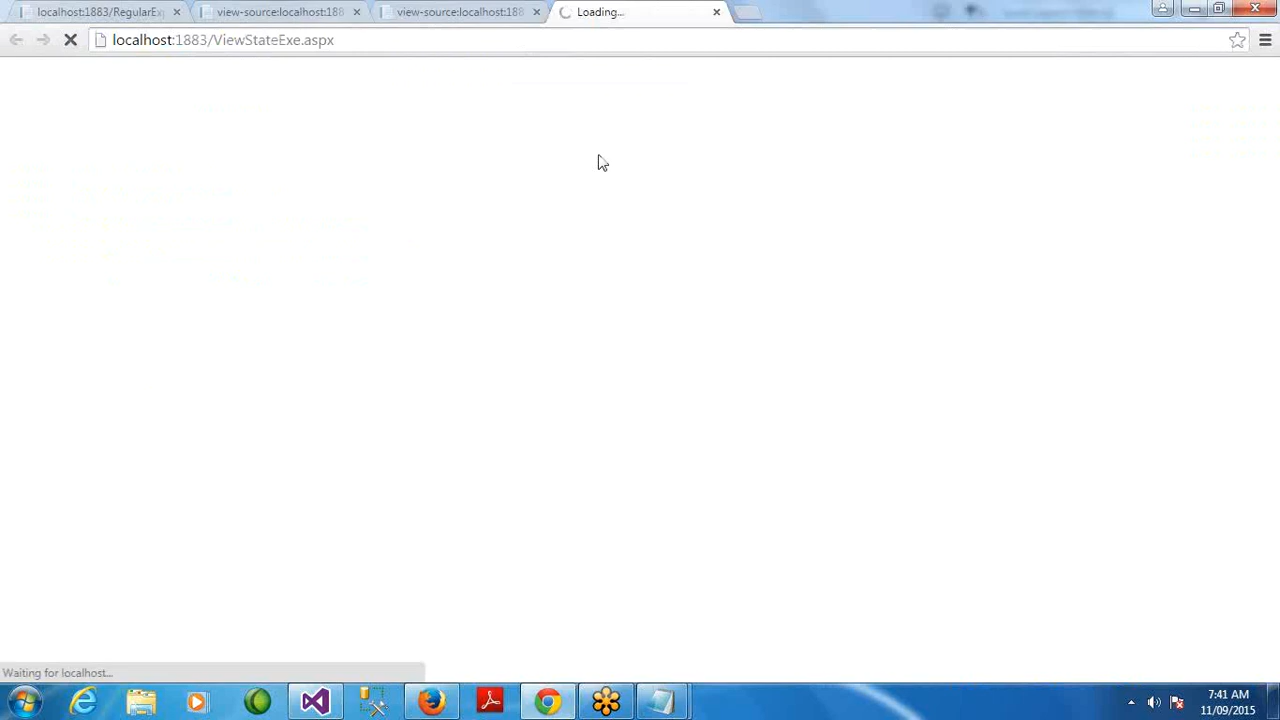 localhost:1883/RegularEx
view-source:localhost:188
view-source:localhost:188
Loading...
localhost:1883/ViewStateExe.aspx
Waiting for localhost...
7:41 AM
11/09/2015